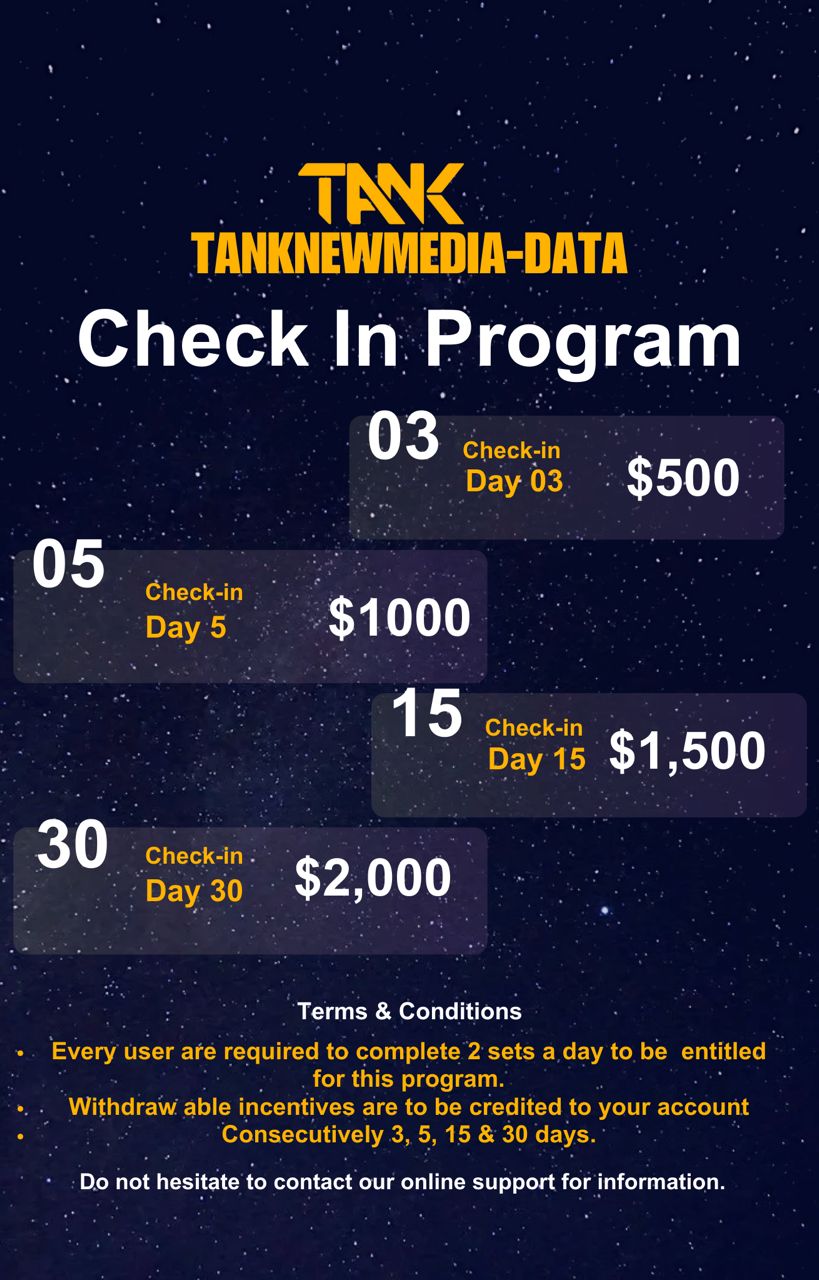 TANK
TANKNEWMEDIA-DATA
Check In Program
03
Check-in
Day 03
$500
05
Check-in
Day 5
$1000
15
Check-in
Day 15
$1,500
30
Check-in
Day 30
$2,000
Terms & Conditions
• Every user are required to complete 2 sets a day to be entitled
for this program.
• Withdraw able incentives are to be credited to your account
• Consecutively 3, 5, 15 & 30 days.
Do not hesitate to contact our online support for information.